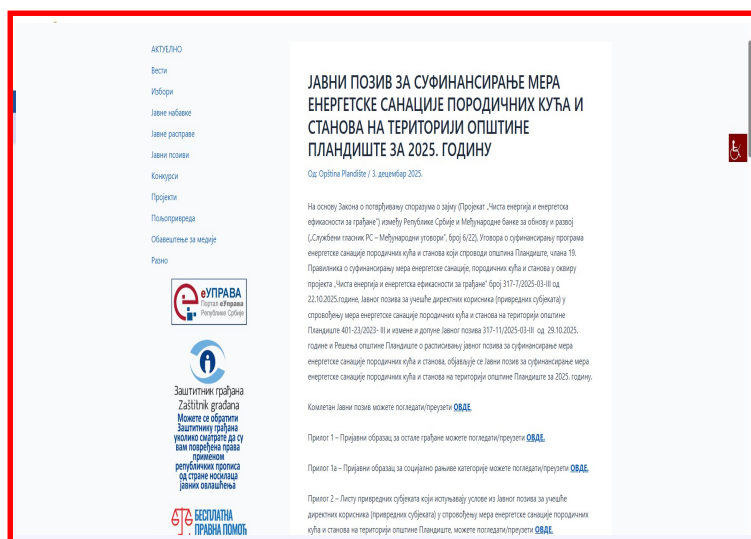 АКТУЕЛНО
Вести
Избори
Јавне набавке
Јавне расправе
Јавни позиви
Конкурси
Пројекти
Пољопривреда
Обавештење за медије
Разно
еУПРАВА
Портал еУправа
Републике Србије
Заштитник грађана
Zaštitnik građana
Можете се обратити
Заштитнику грађана
уколико сматрате да су
вам повређена права
применом
републичких прописа
од стране носилаца
јавних овлашћења
БЕСПЛАТНА
ПРАВНА ПОМОЋ
ЈАВНИ ПОЗИВ ЗА СУФИНАНСИРАЊЕ МЕРА
ЕНЕРГЕТСКЕ САНАЦИЈЕ ПОРОДИЧНИХ КУЋА И
СТАНОВА НА ТЕРИТОРИЈИ ОПШТИНЕ
ПЛАНДИШТЕ ЗА 2025. ГОДИНУ
Од: Opština Plandište / 3. децембар 2025.
На основу Закона о потврђивању споразума о зајму (Пројекат „Чиста енергија и енергетска
ефикасности за грађане") између Републике Србије и Међународне банке за обнову и развој
(„Службени гласник РС – Међународни уговори", број 6/22), Уговора о суфинансирању програма
енергетске санације породичних кућа и станова који спроводи општина Пландиште, члана 19.
Правилника о суфинансирању мера енергетске санације, породичних кућа и станова у оквиру
пројекта „Чиста енергија и енергетска ефикасности за грађане" број 317-7/2025-03-III од
22.10.2025.године, Јавног позива за учешће директних корисника (привредних субјеката) у
спровођењу мера енергетске санације породичних кућа и станова на територији општине
Пландиште 401-23/2023- III и измене и допуне Јавног позива 317-11/2025-03-III од 29.10.2025.
године и Решења општине Пландиште о расписивању јавног позива за суфинансирање мера
енергетске санације породичних кућа и станова, објављује се Јавни позив за суфинансирање мера
енергетске санације породичних кућа и станова на територији општине Пландиште за 2025. годину.
Комлетан Јавни позив можете погледати/преузети ОВДЕ.
Прилог 1 – Пријавни образац за остале грађане можете погледати/преузети ОВДЕ.
Прилог 1а – Пријавни образац за социјално рањиве категорије можете погледати/преузети ОВДЕ.
Прилог 2 – Листу привредних субјеката који испуњавају услове из Јавног позива за учешће
директних корисника (привредних субјеката) у спровођењу мера енергетске санације породичних
кућа и станова на територији општине Пландиште, можете погледати/преузети ОВДЕ.